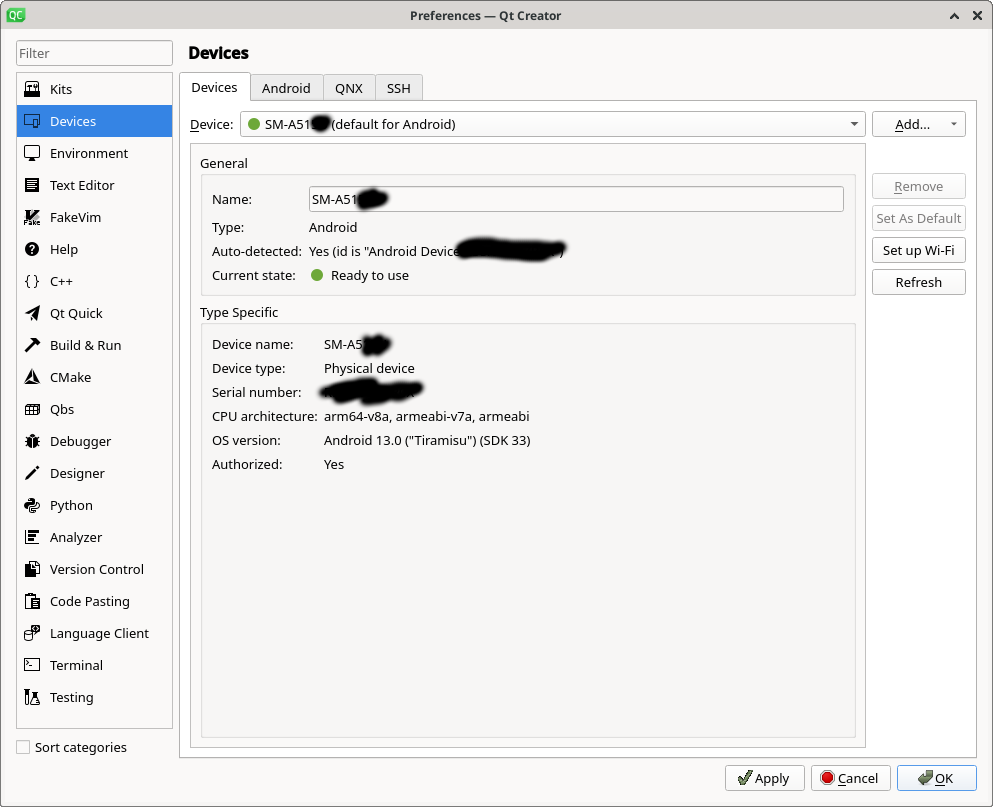 QC
Preferences — Qt Creator
Filter
Kits
Devices
Environment
Text Editor
FakeVim
Help
C++
Qt Quick
Build & Run
CMake
Qbs
Debugger
Designer
Python
Analyzer
Version Control
Code Pasting
Language Client
Terminal
Testing
Sort categories
Devices
Devices Android QNX SSH
Device: SM-A51 (default for Android) Add...
Remove
Set As Default
Set up Wi-Fi
Refresh
General
Name: SM-A51
Type: Android
Auto-detected: Yes (id is "Android Device )
Current state: Ready to use
Type Specific
Device name: SM-A5
Device type: Physical device
Serial number:
CPU architecture: arm64-v8a, armeabi-v7a, armeabi
OS version: Android 13.0 ("Tiramisu") (SDK 33)
Authorized: Yes
Apply Cancel OK